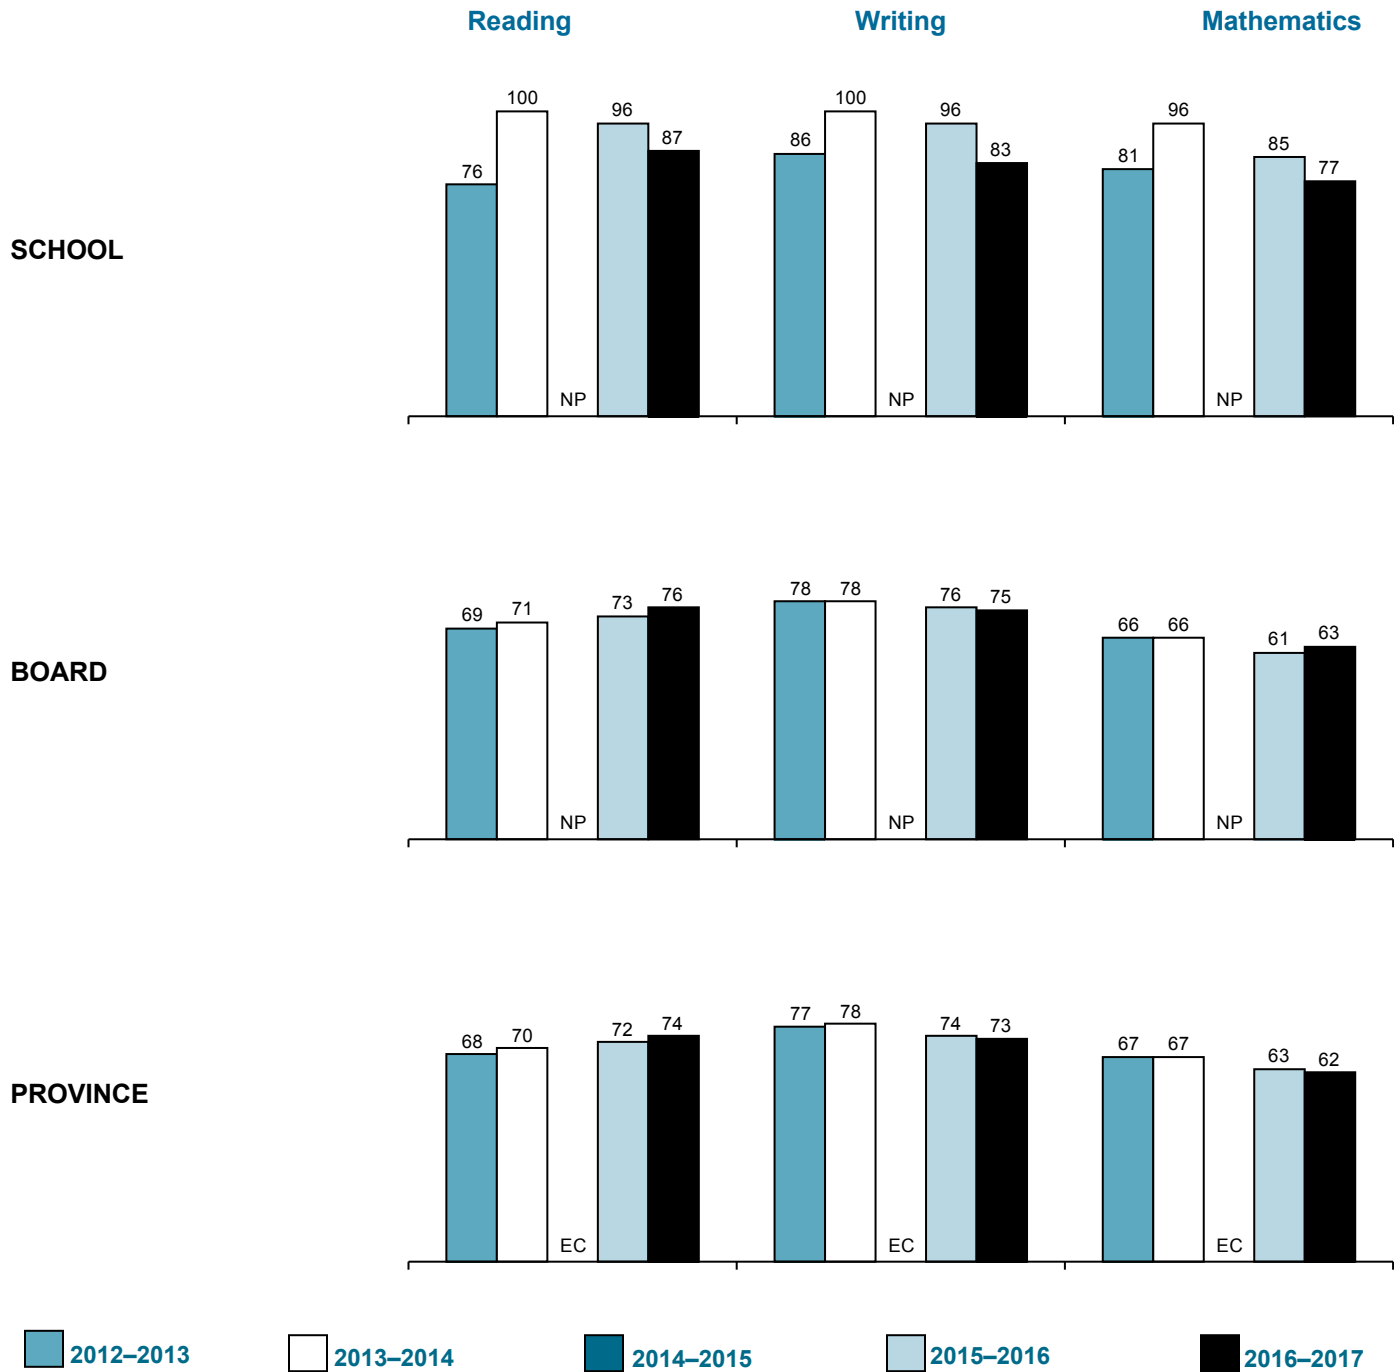 Reading Writing Mathematics
SCHOOL
76 100 NP 96 87 86 100 NP 96 83 81 96 NP 85 77
BOARD
69 71 NP 73 76 78 78 NP 76 75 66 66 NP 61 63
PROVINCE
68 70 EC 72 74 77 78 EC 74 73 67 67 EC 63 62
2012–2013 2013–2014 2014–2015 2015–2016 2016–2017